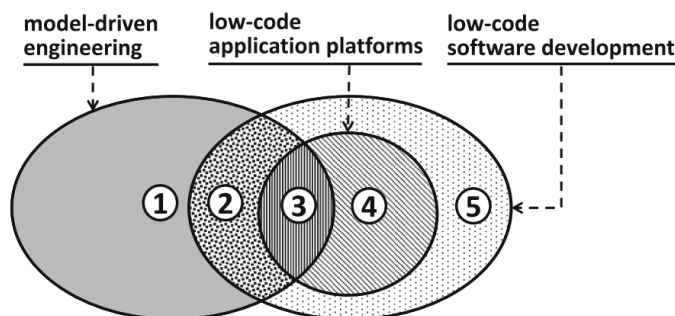 model-driven
engineering
low-code
application platforms
low-code
software development
1 2 3 4 5